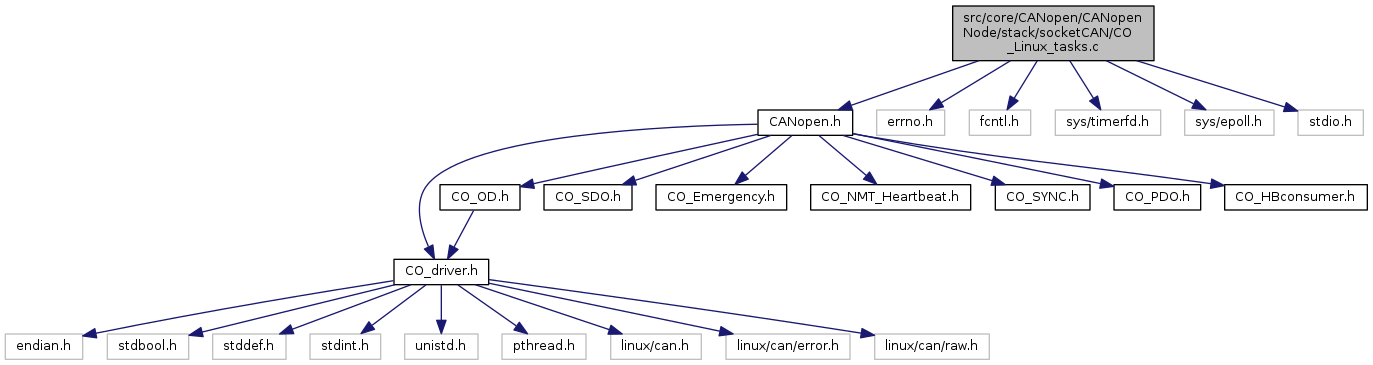 src/core/CANopen/CANopen
Node/stack/socketCAN/CO
_Linux_tasks.c
CANopen.h
errno.h
fcntl.h
sys/timerfd.h
sys/epoll.h
stdio.h
CO_OD.h
CO_SDO.h
CO_Emergency.h
CO_NMT_Heartbeat.h
CO_SYNC.h
CO_PDO.h
CO_HBconsumer.h
CO_driver.h
endian.h
stdbool.h
stddef.h
stdint.h
unistd.h
pthread.h
linux/can.h
linux/can/error.h
linux/can/raw.h